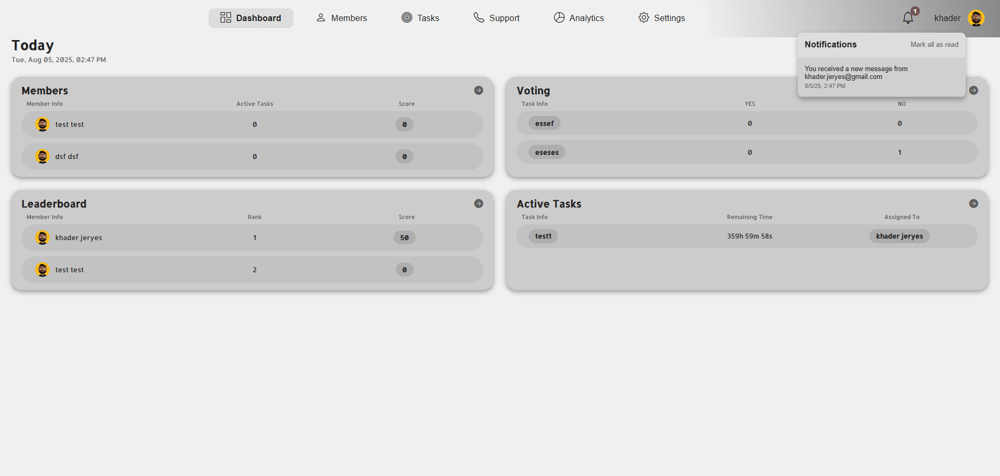 Dashboard
Members
Tasks
Support
Analytics
Settings
1
khader
Today
Tue, Aug 05, 2025, 02:47 PM
Notifications
Mark all as read
You received a new message from
khader.jeryes@gmail.com
8/5/25, 2:47 PM
Members
Member Info Active Tasks Score
test test 0 0
dsf dsf 0 0
Voting
Task Info YES NO
essef 0 0
eseses 0 1
Leaderboard
Member Info Rank Score
khader jeryes 1 50
test test 2 0
Active Tasks
Task Info Remaining Time Assigned To
test1 359h 59m 58s khader jeryes